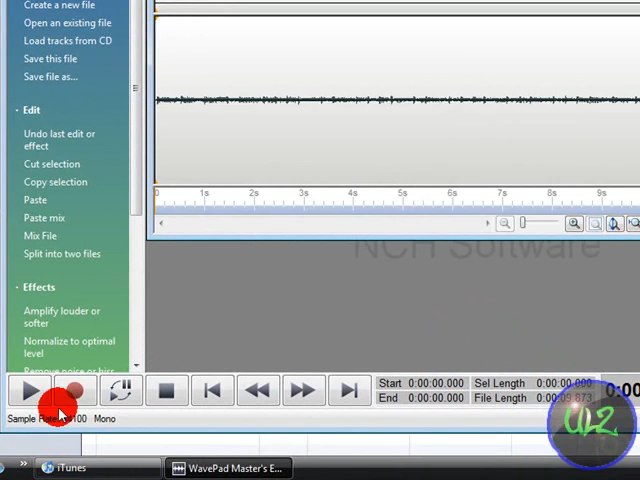 Create a new file
Open an existing file
Load tracks from CD
Save this file
Save file as...
Edit
Undo last edit or
effect
Cut selection
Copy selection
Paste
Paste mix
Mix File
Split into two files
Effects
Amplify louder or
softer
Normalize to optimal
level
Remove noise or hiss
0 1s 2s 3s 4s 5s 6s 7s 8s 9s
NCH Software
Start 0:00:00.000 Sel Length 0:00:00.000
End 0:00:00.000 File Length
Sample Rate Mono
UL2
iTunes
WavePad Master's E...